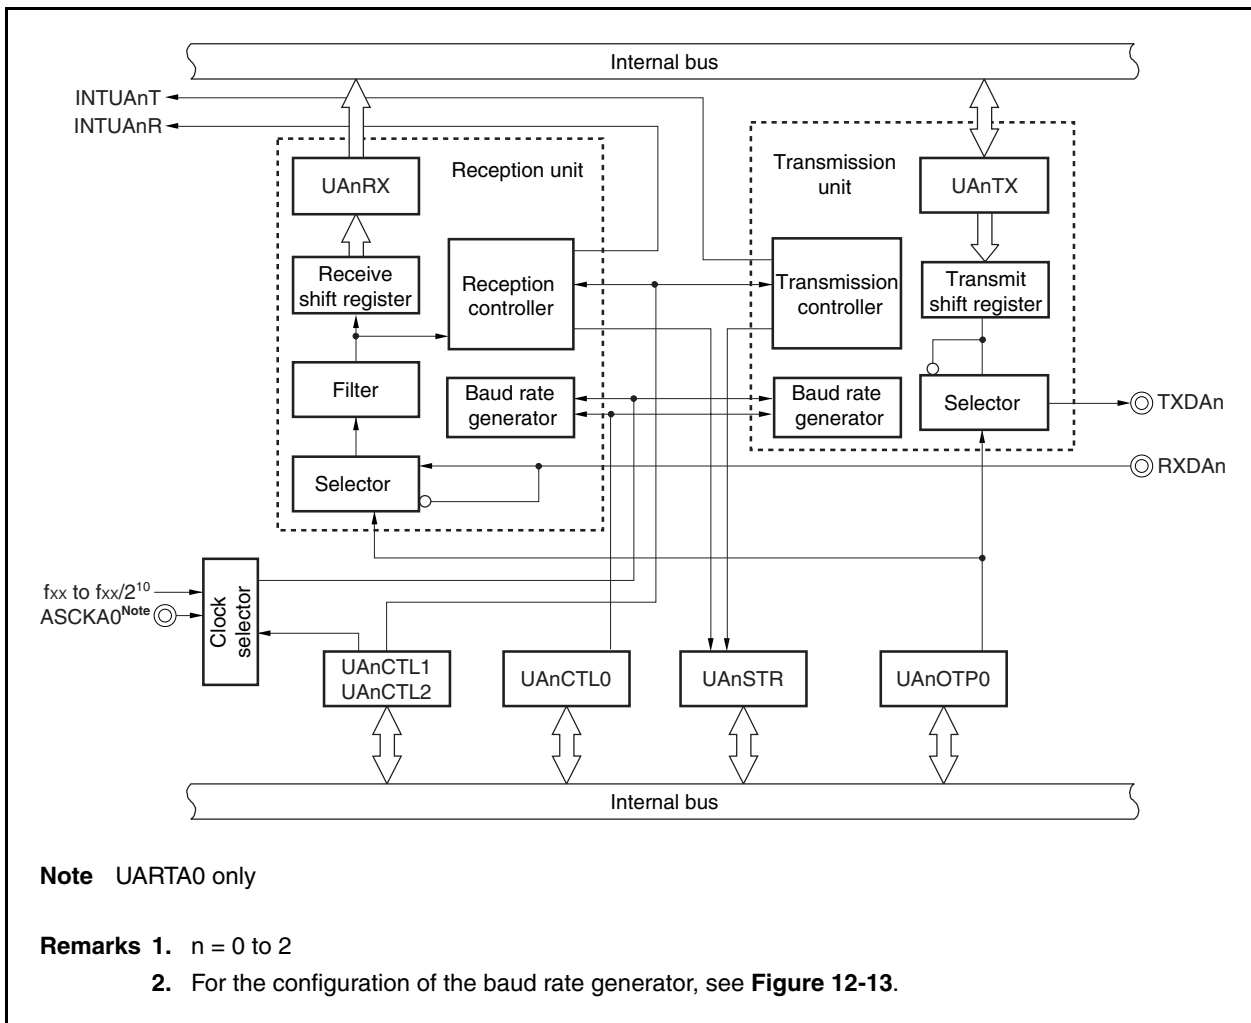 Internal bus
INTUAnT
INTUAnR
Reception unit
Transmission
unit
UAnRX
UAnTX
Receive
shift register
Reception
controller
Transmission
controller
Transmit
shift register
Filter
Baud rate
generator
Baud rate
generator
Selector
TXDAn
Selector
RXDAn
fxx to fxx/2¹⁰
ASCKA0Note
Clock
selector
UAnCTL1
UAnCTL2
UAnCTL0
UAnSTR
UAnOTP0
Internal bus
Note UARTA0 only
Remarks 1. n = 0 to 2
2. For the configuration of the baud rate generator, see Figure 12-13.